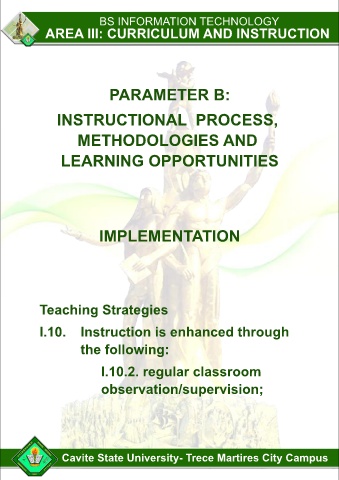 BS INFORMATION TECHNOLOGY
AREA III: CURRICULUM AND INSTRUCTION
PARAMETER B:
INSTRUCTIONAL PROCESS,
METHODOLOGIES AND
LEARNING OPPORTUNITIES
IMPLEMENTATION
Teaching Strategies
I.10. Instruction is enhanced through
the following:
I.10.2. regular classroom
observation/supervision;
Cavite State University- Trece Martires City Campus